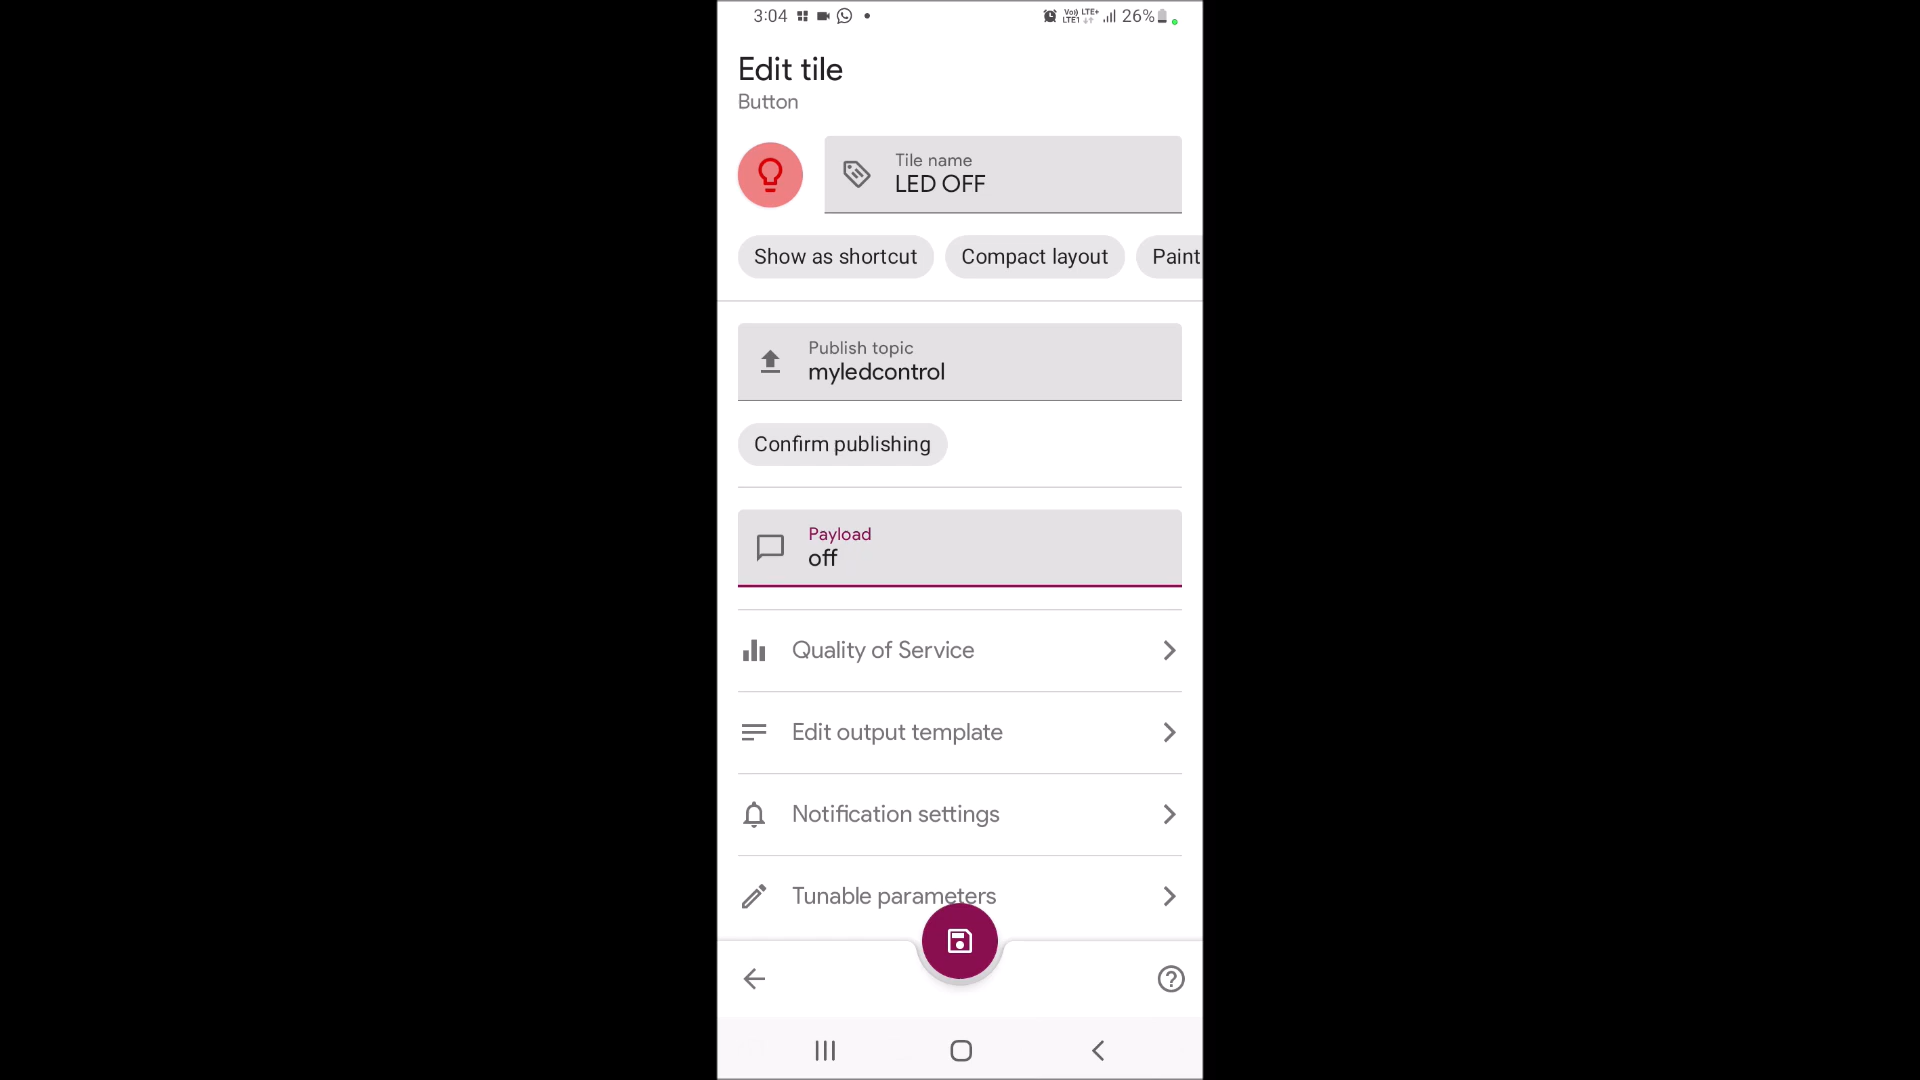 3:04 26%
Edit tile
Button
Tile name
LED OFF
Show as shortcut Compact layout Paint
Publish topic
myledcontrol
Confirm publishing
Payload
off
Quality of Service
Edit output template
Notification settings
Tunable parameters